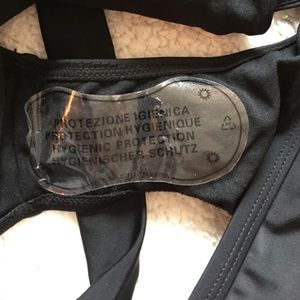 PROTEZIONE IGIENICA
PROTECTION HYGIENIQUE
HYGIENIC PROTECTION
HYGIENISCHER SCHUTZ